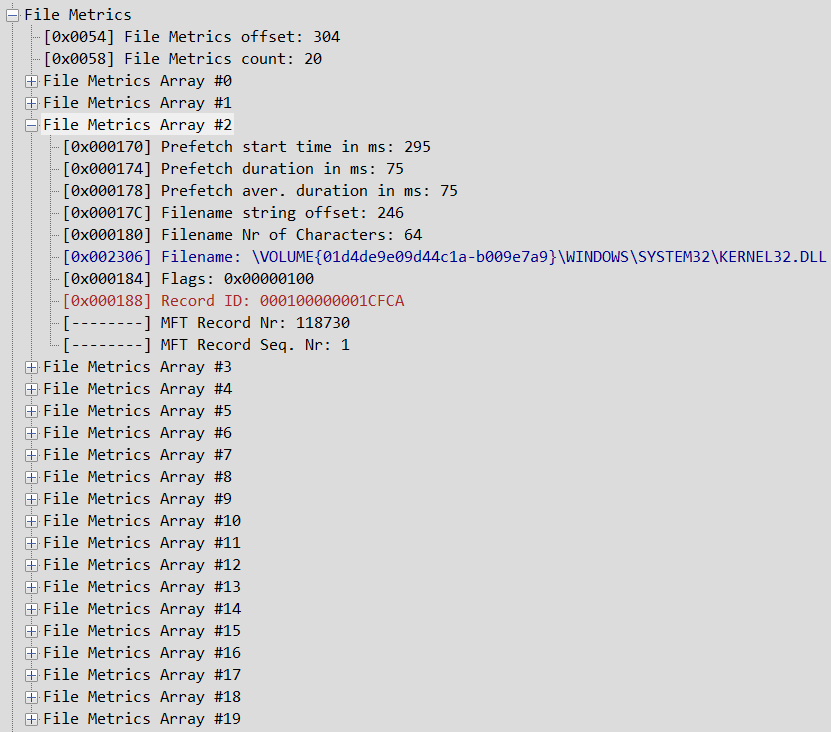 File Metrics
[0x0054] File Metrics offset: 304
[0x0058] File Metrics count: 20
File Metrics Array #0
File Metrics Array #1
File Metrics Array #2
[0x000170] Prefetch start time in ms: 295
[0x000174] Prefetch duration in ms: 75
[0x000178] Prefetch aver. duration in ms: 75
[0x00017C] Filename string offset: 246
[0x000180] Filename Nr of Characters: 64
[0x002306] Filename: \VOLUME{01d4de9e09d44c1a-b009e7a9}\WINDOWS\SYSTEM32\KERNEL32.DLL
[0x000184] Flags: 0x00000100
[0x000188] Record ID: 000100000001CFCA
[--------] MFT Record Nr: 118730
[--------] MFT Record Seq. Nr: 1
File Metrics Array #3
File Metrics Array #4
File Metrics Array #5
File Metrics Array #6
File Metrics Array #7
File Metrics Array #8
File Metrics Array #9
File Metrics Array #10
File Metrics Array #11
File Metrics Array #12
File Metrics Array #13
File Metrics Array #14
File Metrics Array #15
File Metrics Array #16
File Metrics Array #17
File Metrics Array #18
File Metrics Array #19